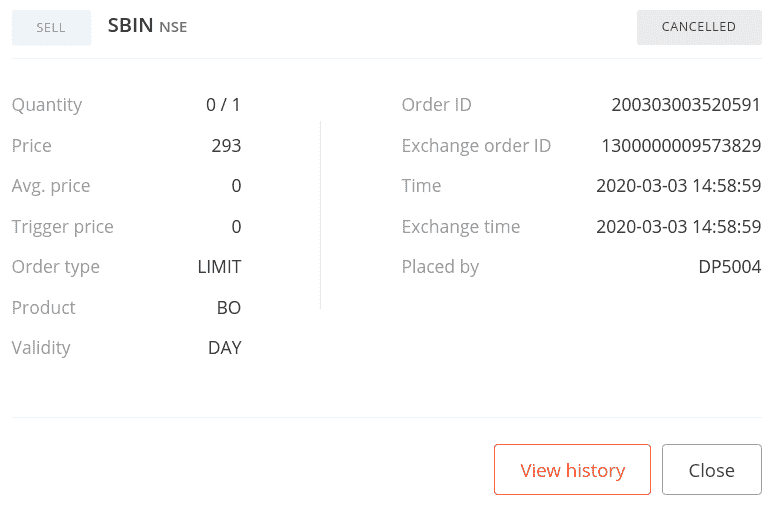 SELL SBIN NSE CANCELLED
Quantity 0 / 1
Price 293
Avg. price 0
Trigger price 0
Order type LIMIT
Product BO
Validity DAY
Order ID 200303003520591
Exchange order ID 1300000009573829
Time 2020-03-03 14:58:59
Exchange time 2020-03-03 14:58:59
Placed by DP5004
View history Close